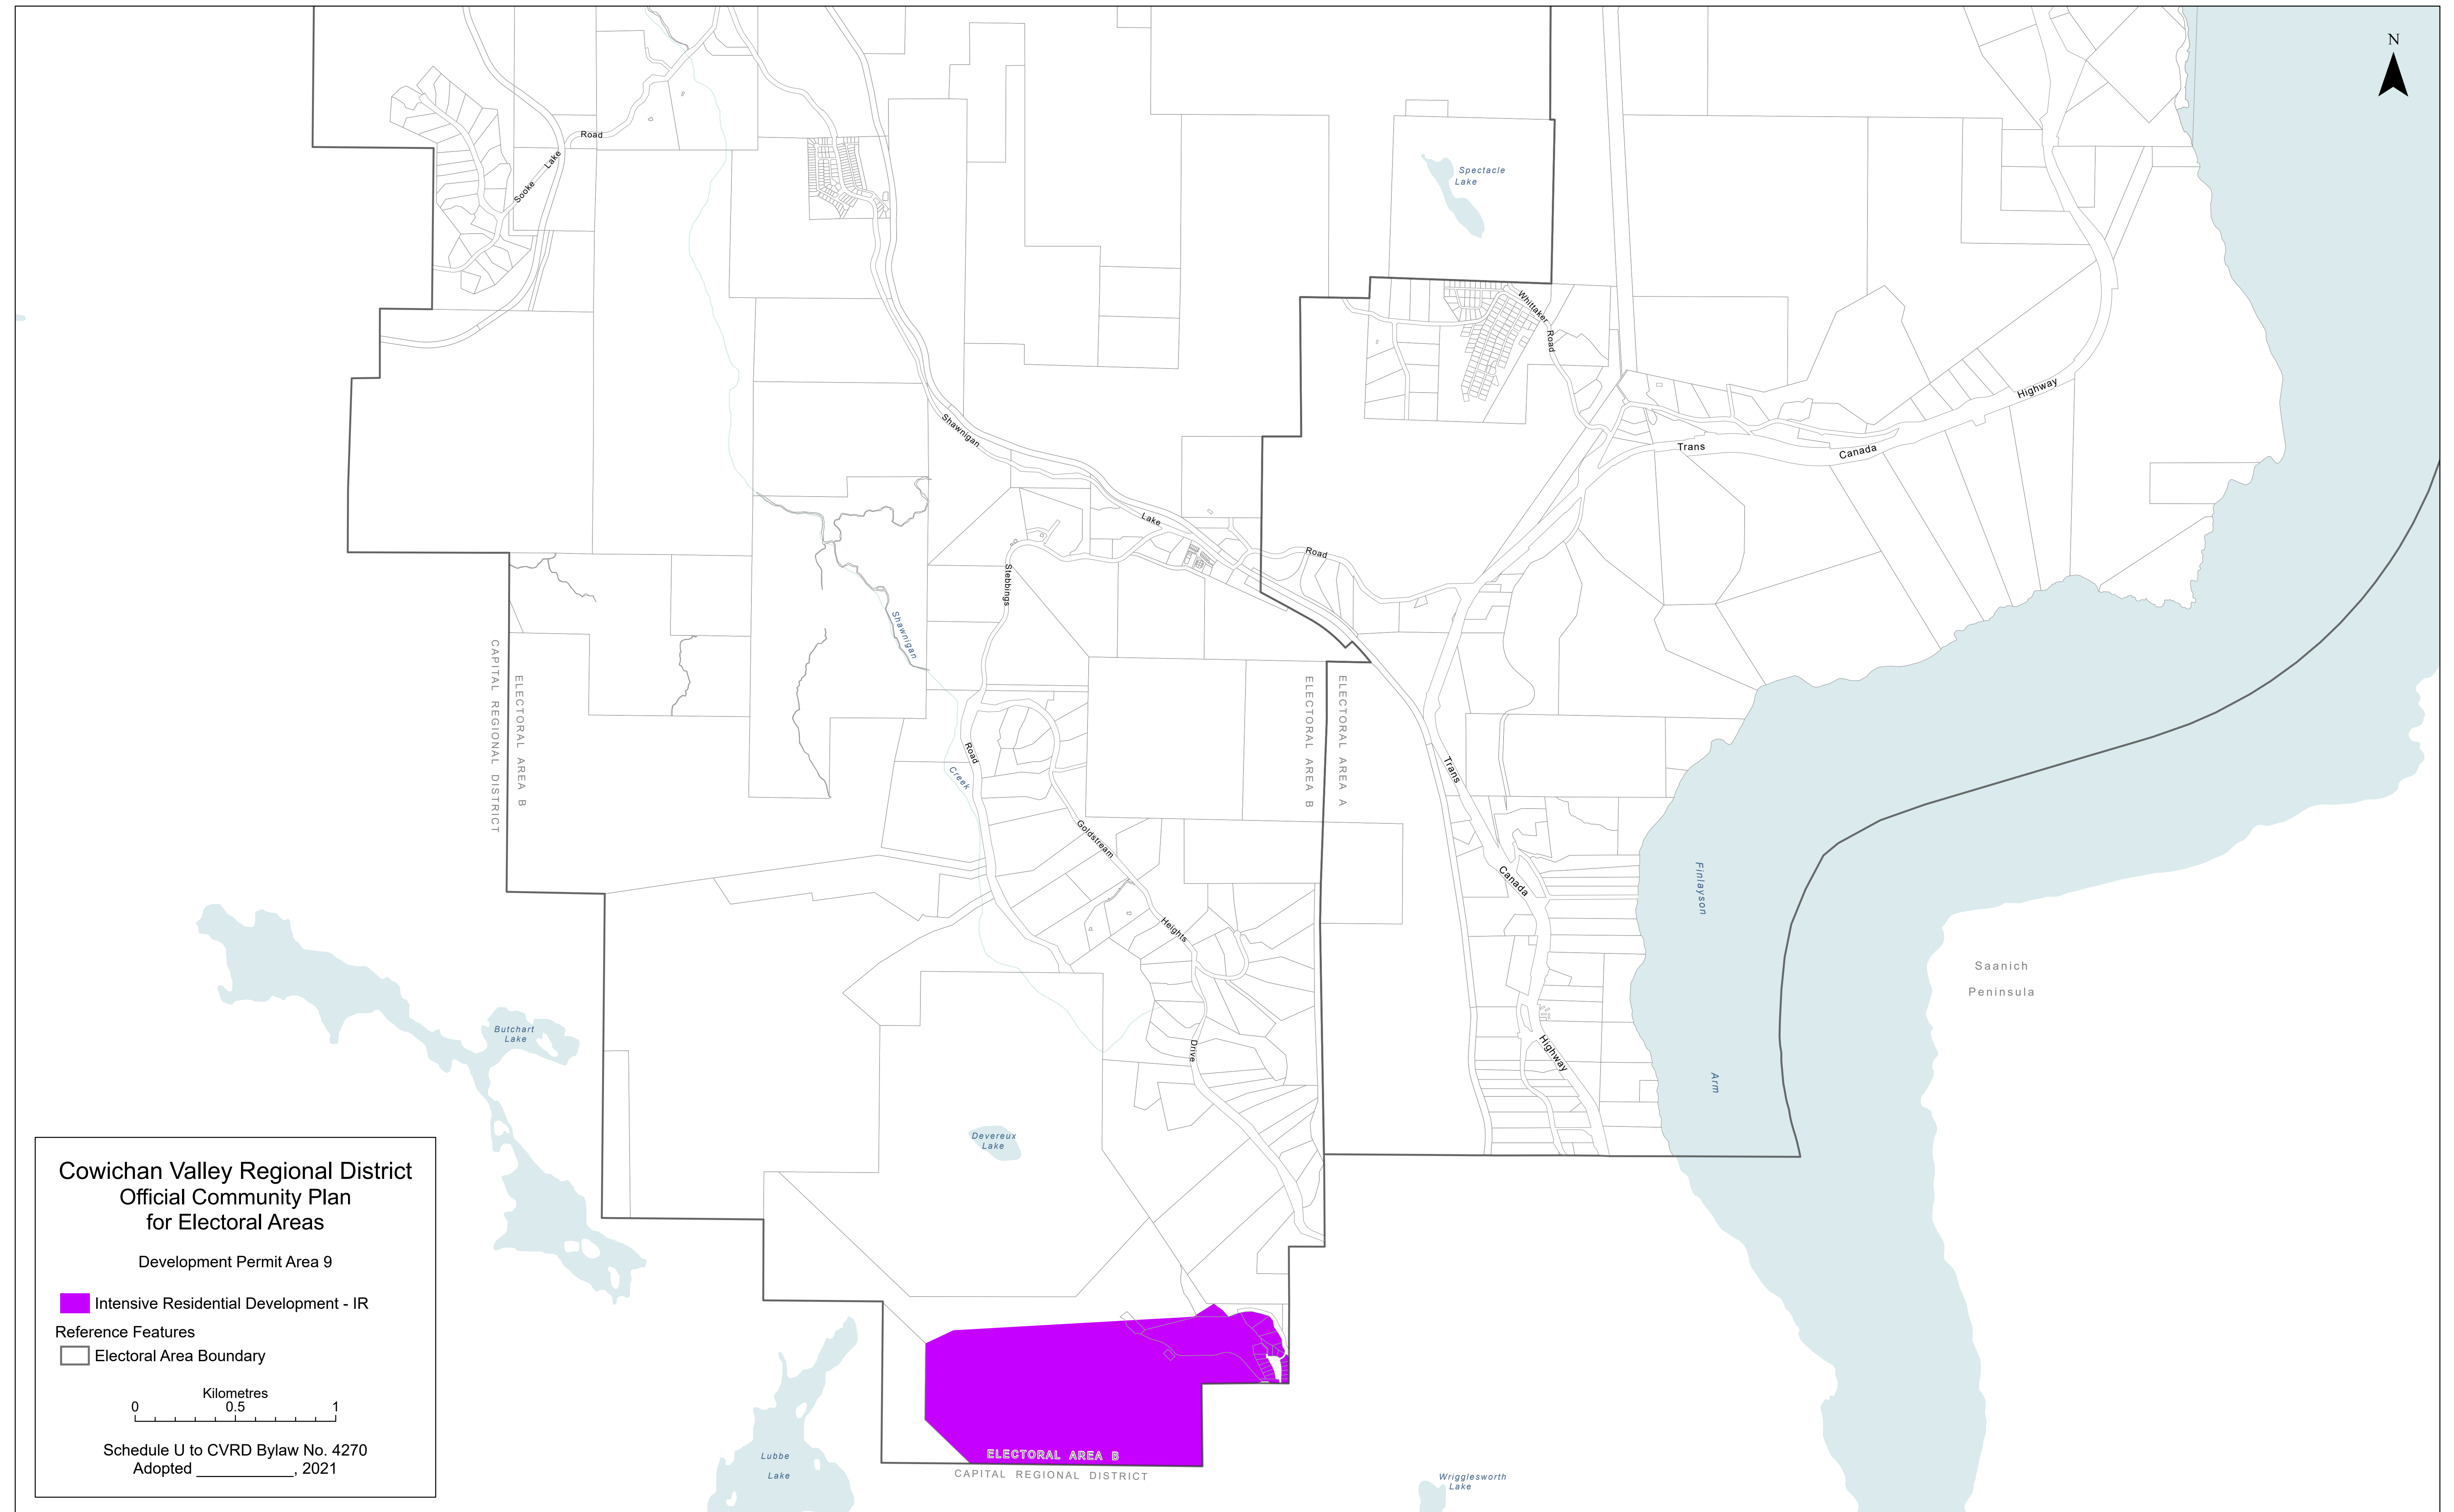 N
Road
Sooke Lake
Spectacle
Lake
Whittaker
Road
Highway
Trans
Canada
Shawnigan
Lake
Road
Stebbings
Shawnigan
CAPITAL REGIONAL DISTRICT
ELECTORAL AREA B
ELECTORAL AREA B
ELECTORAL AREA A
Road
Creek
Trans
Goldstream
Canada
Finlayson
Heights
Saanich
Peninsula
Butchart
Lake
Drive
Highway
Arm
Devereux
Lake
Cowichan Valley Regional District
Official Community Plan
for Electoral Areas
Development Permit Area 9
Intensive Residential Development - IR
Reference Features
Electoral Area Boundary
Kilometres
0 0.5 1
Schedule U to CVRD Bylaw No. 4270
Adopted ___________, 2021
Lubbe
Lake
ELECTORAL AREA B
CAPITAL REGIONAL DISTRICT
Wrigglesworth
Lake